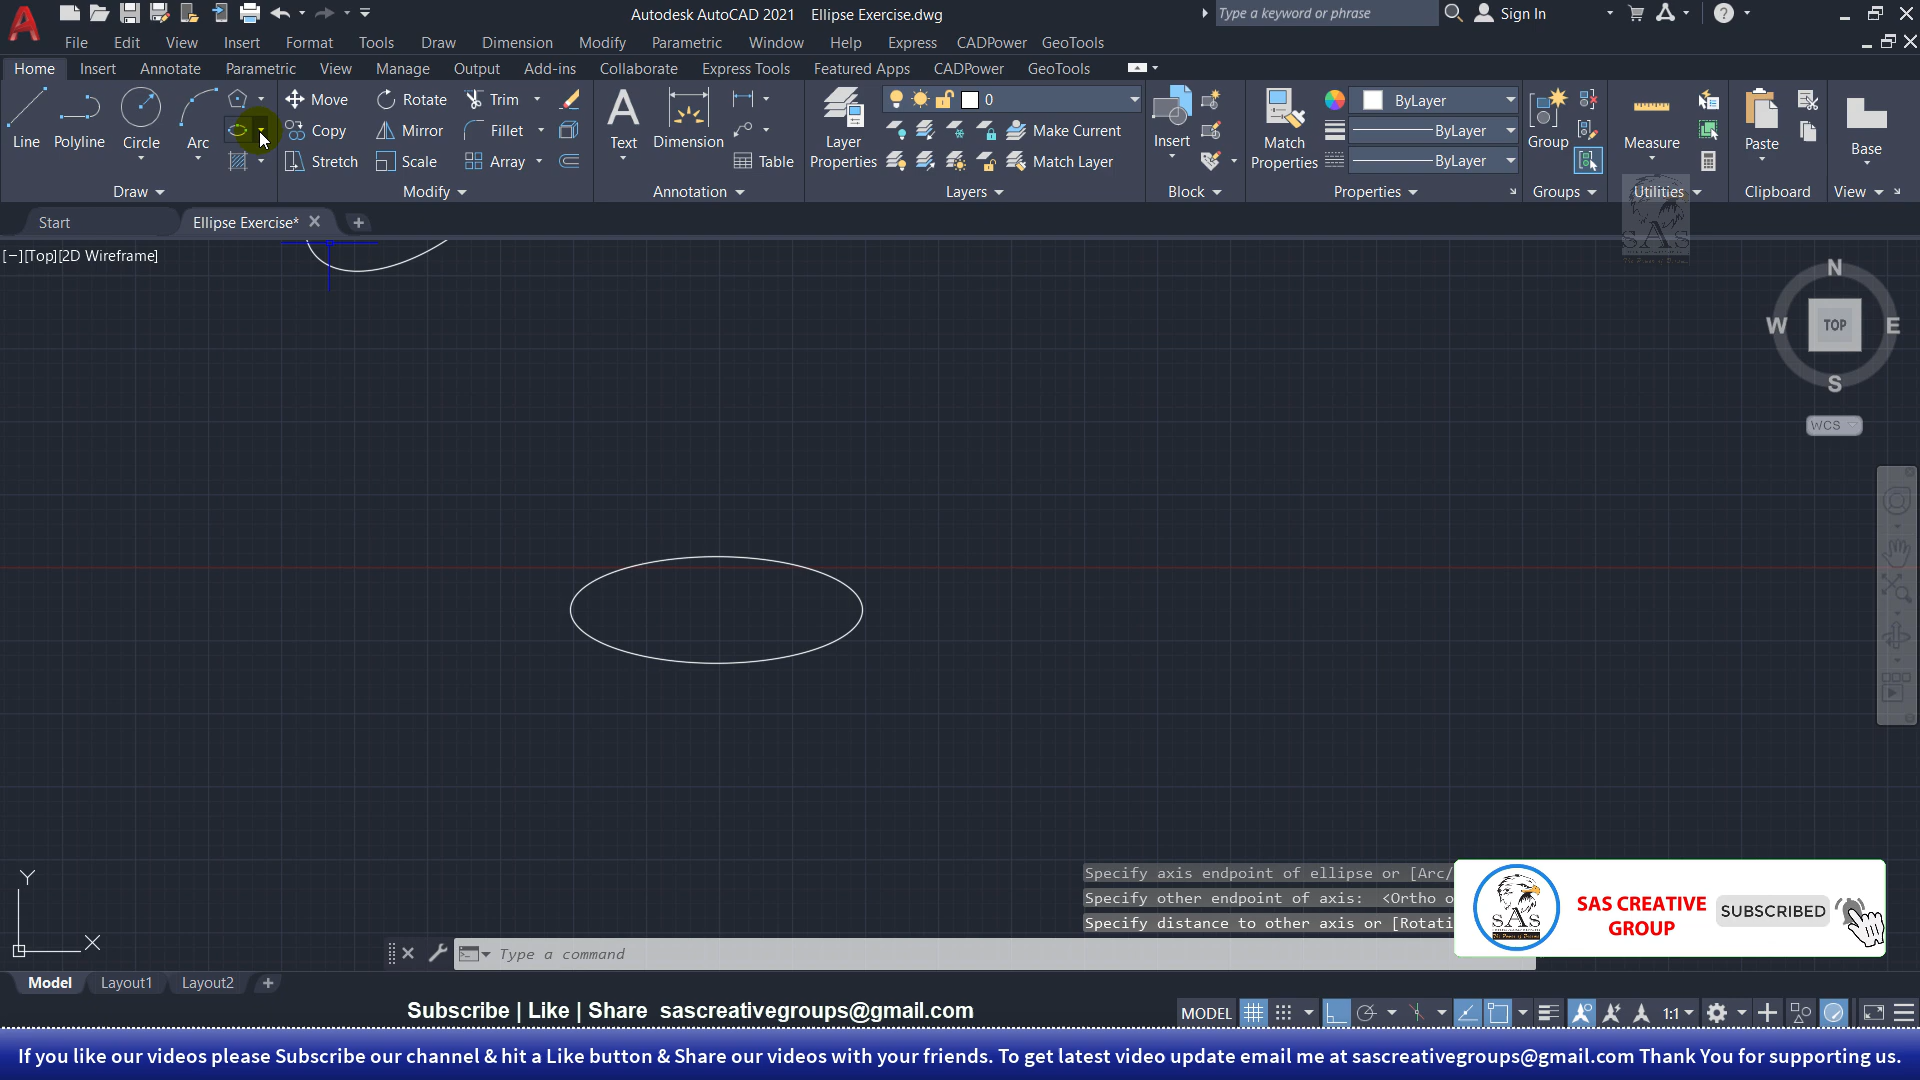 Autodesk AutoCAD 2021 Ellipse Exercise.dwg
Type a keyword or phrase
Sign In
File Edit View Insert Format Tools Draw Dimension Modify Parametric Window Help Express CADPower GeoTools
Home Insert Annotate Parametric View Manage Output Add-ins Collaborate Express Tools Featured Apps CADPower GeoTools
Line Polyline Circle Arc
Move Rotate Trim
Copy Mirror Fillet
Stretch Scale Array
Text Dimension Table
Layer Properties
0
Make Current
Match Layer
Insert
Match Properties
ByLayer
ByLayer
ByLayer
Group
Measure
Paste
Base
Draw Modify Annotation Layers Block Properties Groups Utilities Clipboard View
Start Ellipse Exercise*
[−][Top][2D Wireframe]
SAS
N
W TOP E
S
WCS
Y
X
Specify axis endpoint of ellipse or [Arc/
Specify other endpoint of axis: <Ortho o
Specify distance to other axis or [Rotati
Type a command
SAS
SAS CREATIVE
GROUP
SUBSCRIBED
Model Layout1 Layout2
Subscribe | Like | Share sascreativegroups@gmail.com
MODEL 1:1
If you like our videos please Subscribe our channel & hit a Like button & Share our videos with your friends. To get latest video update email me at sascreativegroups@gmail.com Thank You for supporting us.